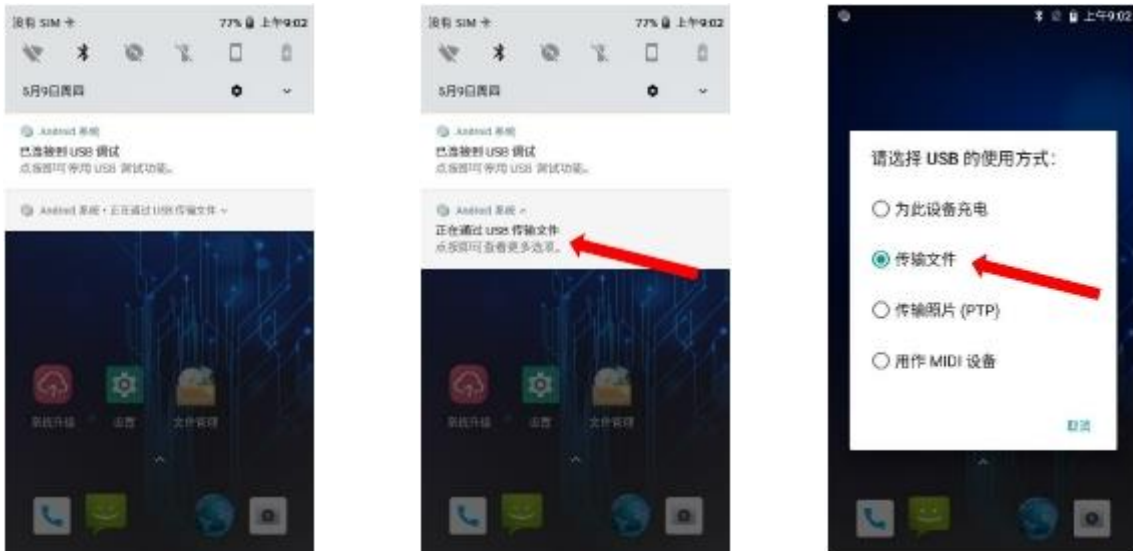 没有 SIM 卡 77% 上午9:02
5月9日周四
Android 系统
已连接到 USB 调试
点按即可停用 USB 调试功能。
Android 系统 • 正在通过 USB 传输文件
系统升级 设置 文件管理
没有 SIM 卡 77% 上午9:02
5月9日周四
Android 系统
已连接到 USB 调试
点按即可停用 USB 调试功能。
Android 系统
正在通过 USB 传输文件
点按即可查看更多选项。
系统升级 设置 文件管理
上午9:02
请选择 USB 的使用方式：
为此设备充电
传输文件
传输照片 (PTP)
用作 MIDI 设备
取消